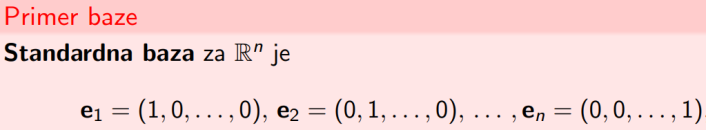 Primer baze
Standardna baza za ℝⁿ je
e₁ = (1, 0, . . . , 0), e₂ = (0, 1, . . . , 0), . . . , eₙ = (0, 0, . . . , 1).